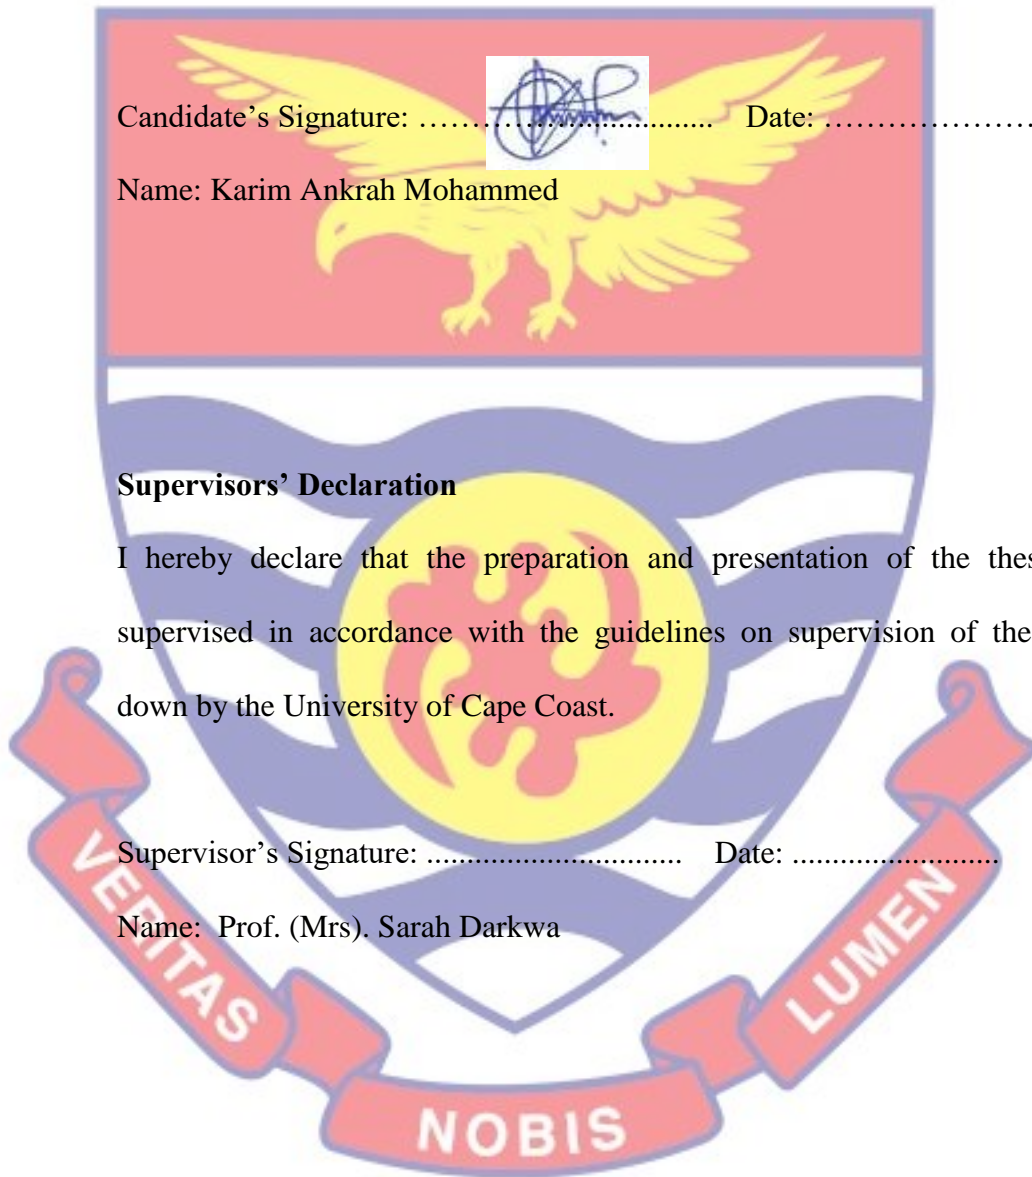 Candidate’s Signature: ……………................. Date: …………………
Name: Karim Ankrah Mohammed
Supervisors’ Declaration
I hereby declare that the preparation and presentation of the
supervised in accordance with the guidelines on supervision of
down by the University of Cape Coast.
Supervisor’s Signature: ................................ Date: ..........................
Name: Prof. (Mrs). Sarah Darkwa
VERITAS
NOBIS
LUMEN